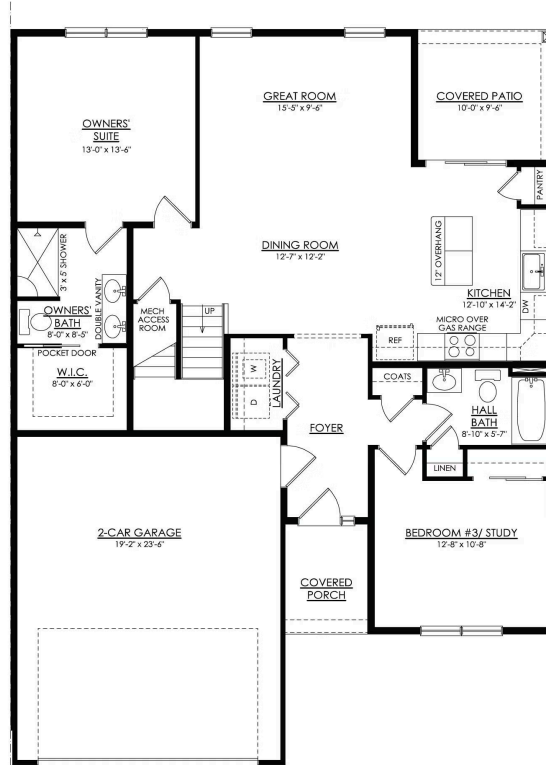 GREAT ROOM
15'-5" x 9'-6"
COVERED PATIO
10'-0" x 9'-6"
OWNERS'
SUITE
13'-0" x 13'-6"
PANTRY
3' x 5' SHOWER
DINING ROOM
12'-7" x 12'-2"
12" OVERHANG
KITCHEN
12'-10" x 14'-2"
DW
DOUBLE VANITY
OWNERS'
BATH
8'-0" x 8'-5"
MECH
ACCESS
ROOM
UP
MICRO OVER
GAS RANGE
REF
POCKET DOOR
W.I.C.
8'-0" x 6'-0"
W
D
LAUNDRY
COATS
FOYER
HALL
BATH
8'-10" x 5'-7"
LINEN
2-CAR GARAGE
19'-2" x 23'-6"
BEDROOM #3/ STUDY
12'-8" x 10'-8"
COVERED
PORCH